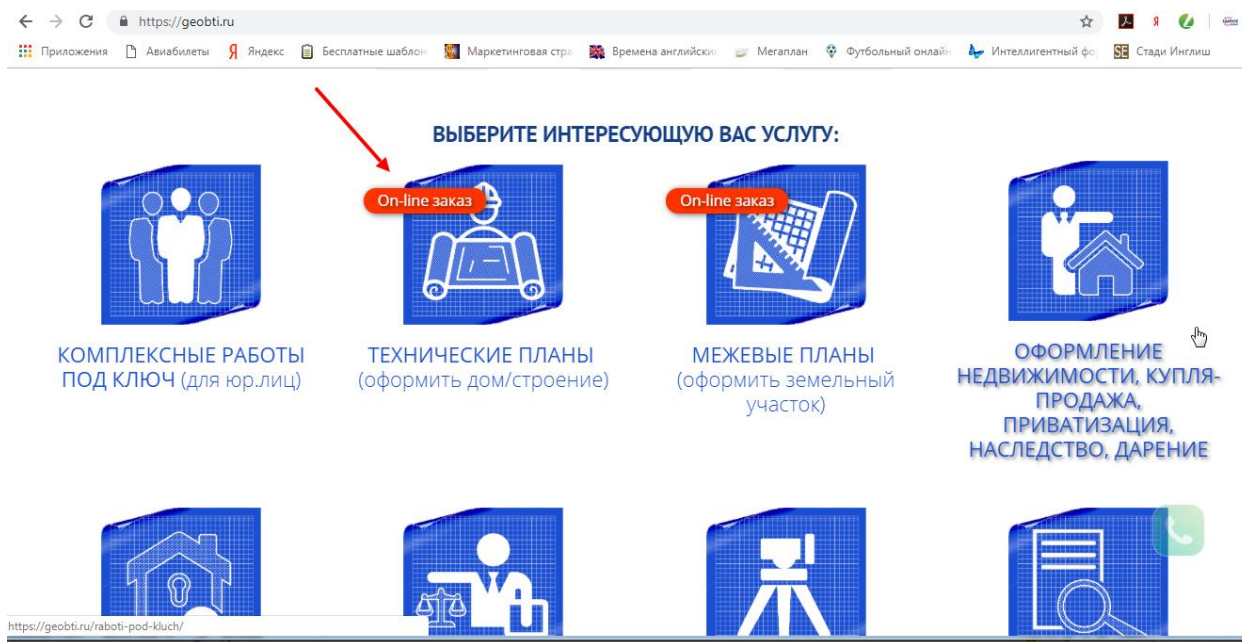 https://geobti.ru
Приложения Авиабилеты Яндекс Бесплатные шаблон Маркетинговая стра Времена английских Мегаплан Футбольный онлайн Интеллигентный фо Стади Инглиш
ВЫБЕРИТЕ ИНТЕРЕСУЮЩУЮ ВАС УСЛУГУ:
On-line заказ
On-line заказ
КОМПЛЕКСНЫЕ РАБОТЫ
ПОД КЛЮЧ (для юр.лиц)
ТЕХНИЧЕСКИЕ ПЛАНЫ
(оформить дом/строение)
МЕЖЕВЫЕ ПЛАНЫ
(оформить земельный
участок)
ОФОРМЛЕНИЕ
НЕДВИЖИМОСТИ, КУПЛЯ-
ПРОДАЖА,
ПРИВАТИЗАЦИЯ,
НАСЛЕДСТВО, ДАРЕНИЕ
https://geobti.ru/raboti-pod-kluch/